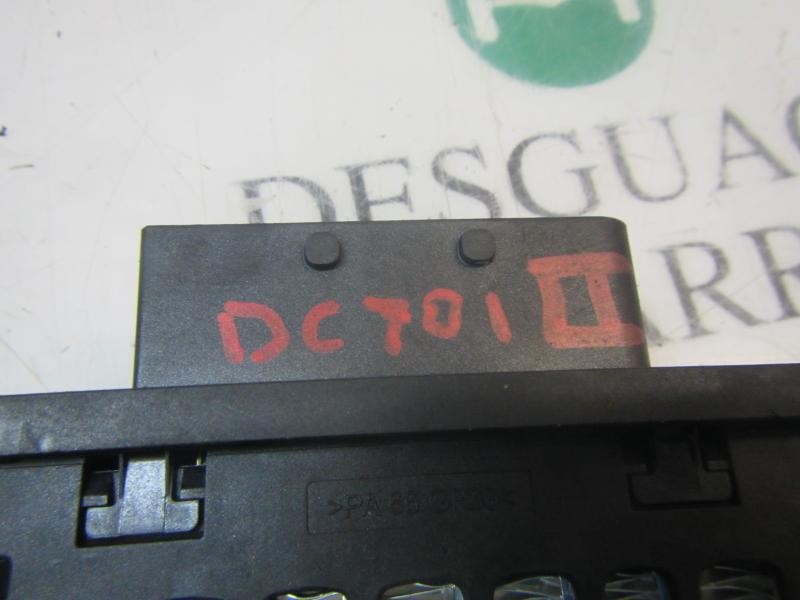 DESGUAC
ARR
DC701 II
>PA 66 GF30<